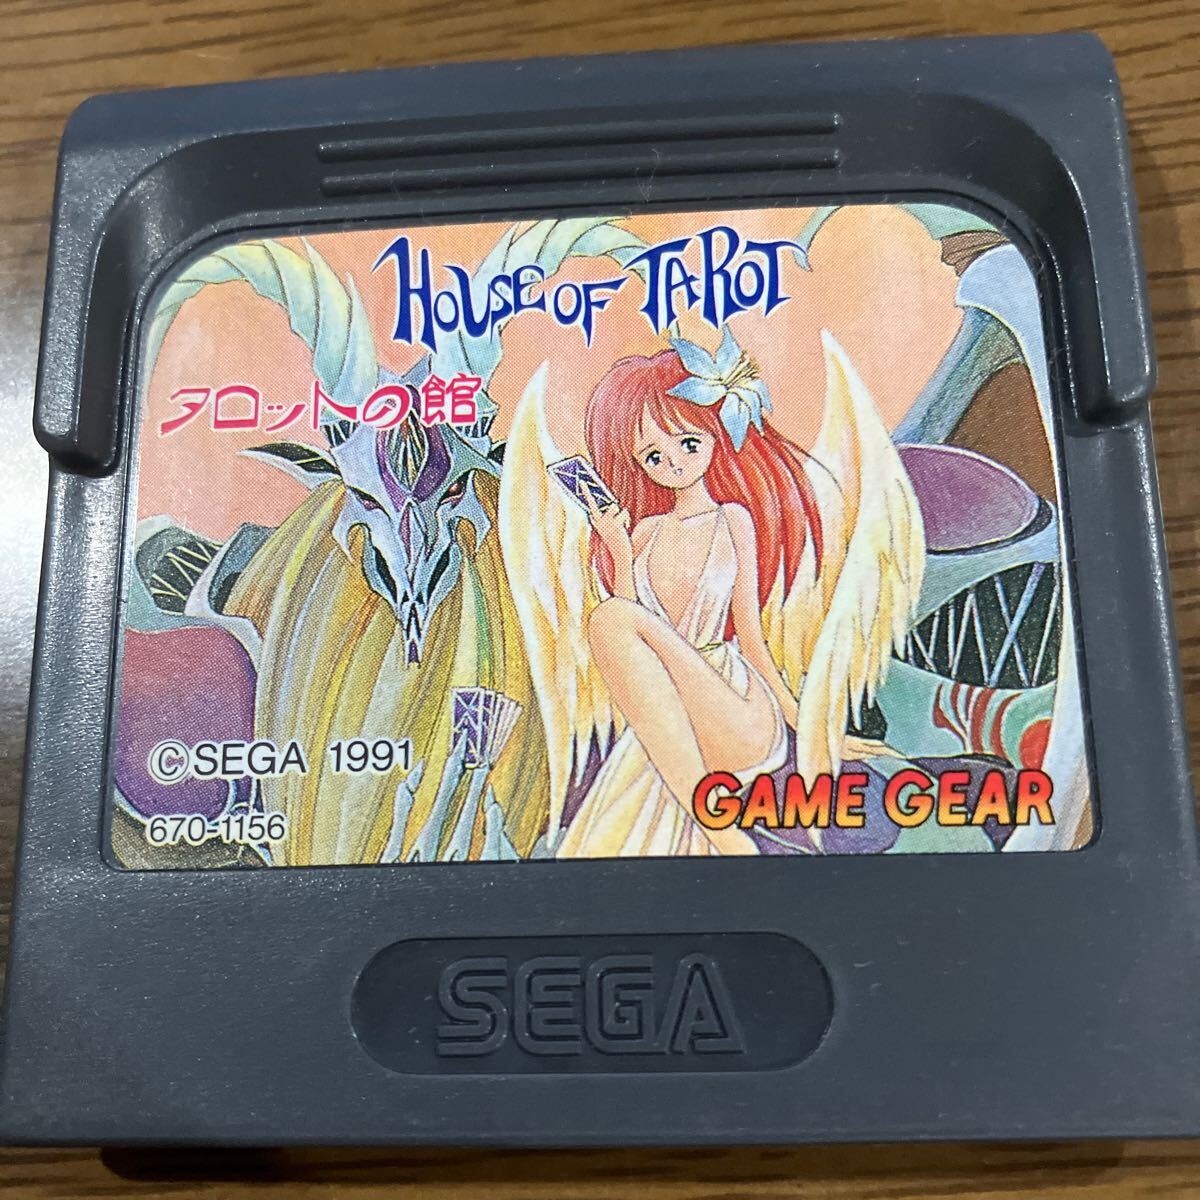 HOUSE OF TAROT
タロットの館
©SEGA 1991
670-1156
GAME GEAR
SEGA